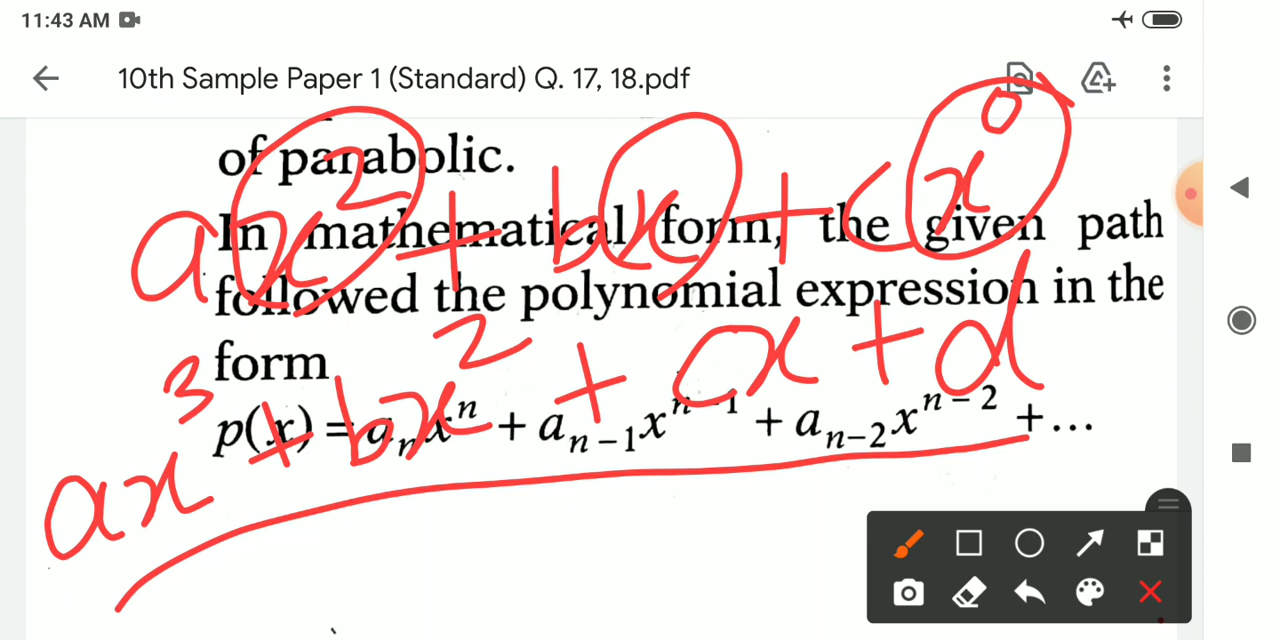 11:43 AM
10th Sample Paper 1 (Standard) Q. 17, 18.pdf
of parabolic.
ax² + bx + cx⁰
In mathematical form, the given path
followed the polynomial expression in the
form
ax³ + bx² + cx + d
p(x) = aₙxⁿ + aₙ₋₁xⁿ⁻¹ + aₙ₋₂xⁿ⁻² + ...